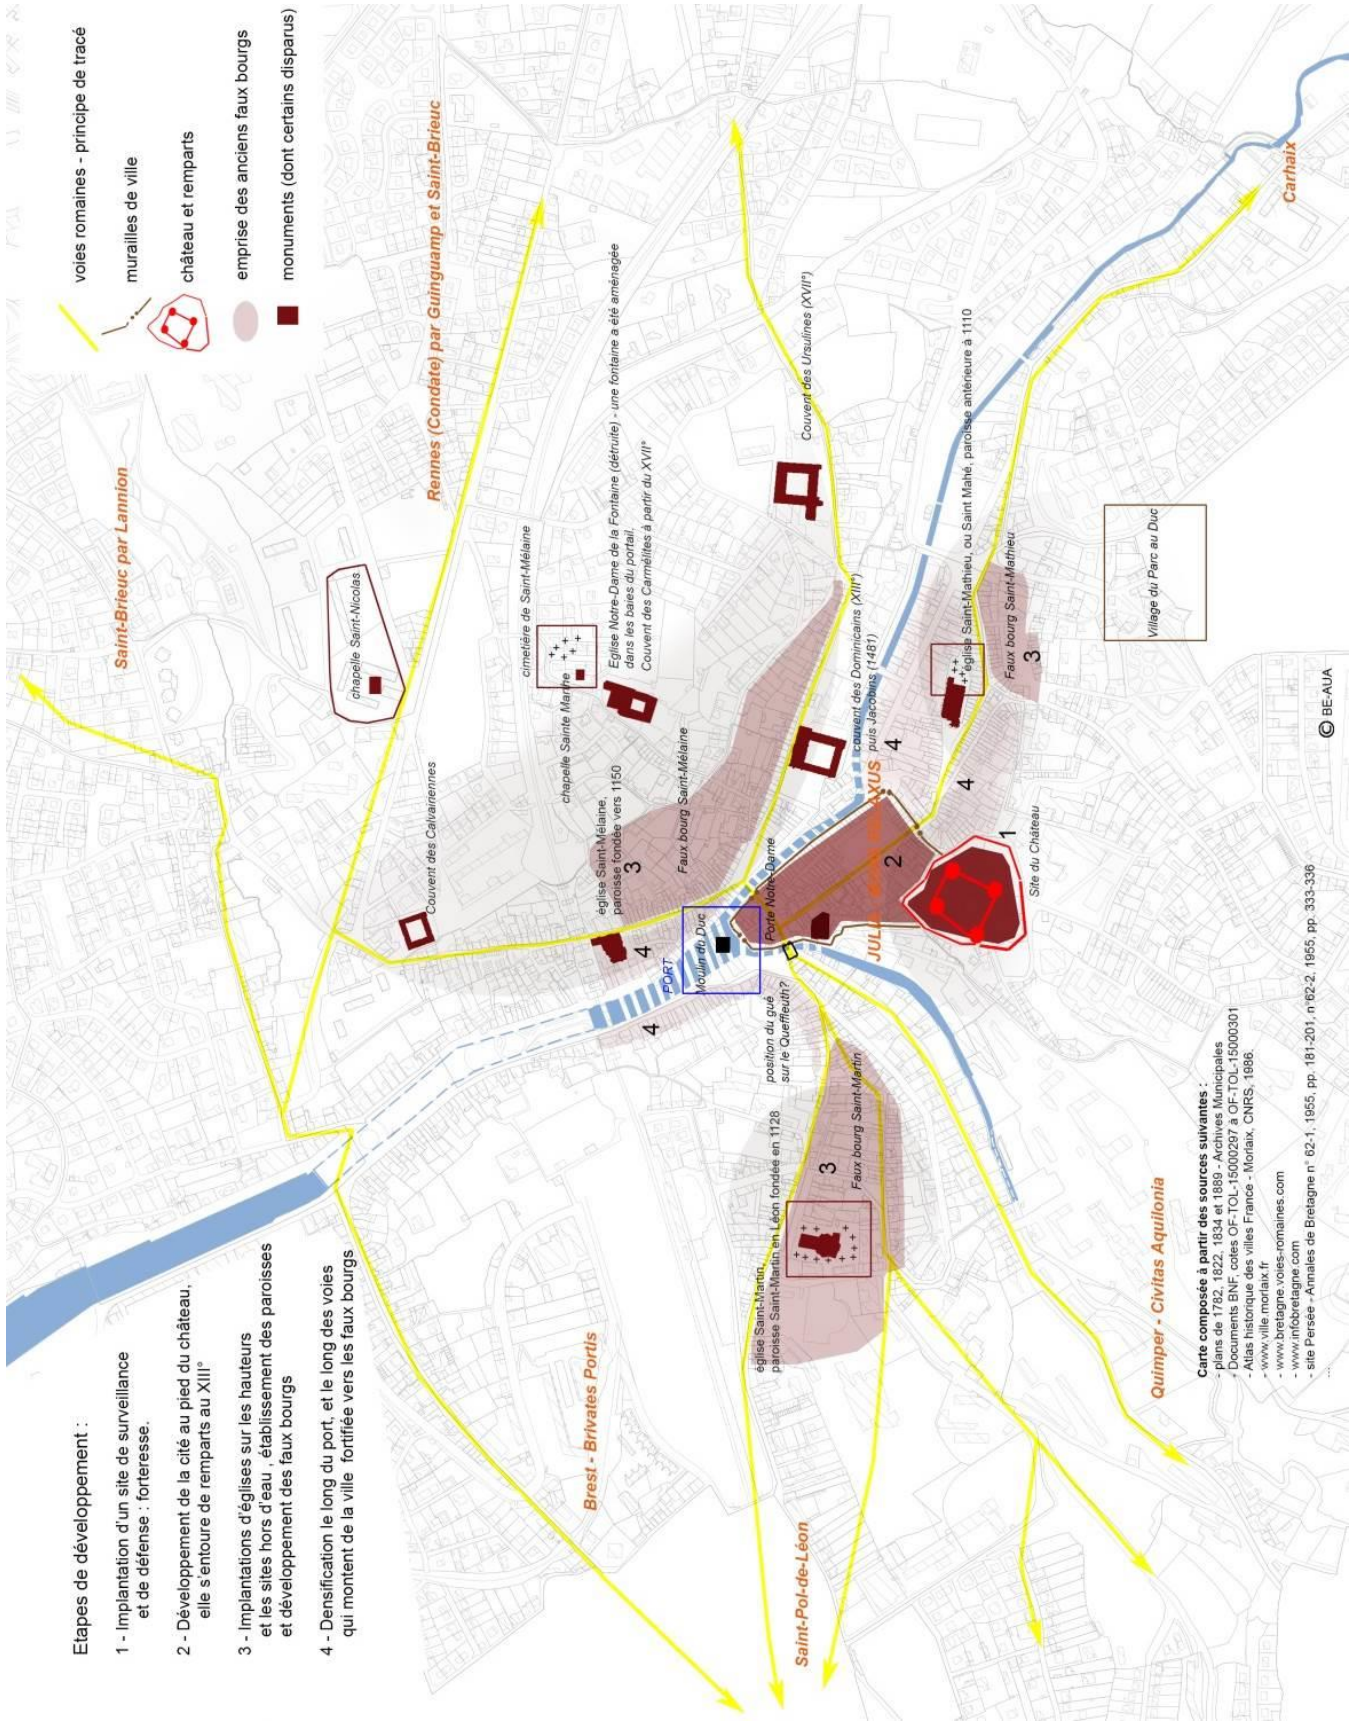 voies romaines - principe de tracé
murailles de ville
château et remparts
emprise des anciens faux bourgs
monuments (dont certains disparus)
Saint-Brieuc par Lannion
Rennes (Condate) par Guinguamp et Saint-Brieuc
chapelle Saint-Nicolas
Couvent des Calvairiennes
cimetière de Saint-Mélaine
chapelle Sainte Marthe
Eglise Notre-Dame de la Fontaine (détruite) - une fontaine a été aménagée
dans les baies du portail.
Couvent des Carmélites à partir du XVII°
église Saint-Mélaine,
paroisse fondée vers 1150
3
Faux bourg Saint-Mélaine
Couvent des Ursulines (XVII°)
4
PORT
Moulin du Duc
4
Porte Notre-Dame
couvent des Dominicains (XIII°)
puis Jacobins (1481)
JULIA
AXUS
2
4
église Saint-Mathieu, ou Saint Mahé, paroisse antérieure à 1110
Faux bourg Saint-Mathieu
3
4
1
Site du Château
Village du Parc au Duc
Carhaix
position du gué
sur le Queffleuth?
église Saint-Martin,
paroisse Saint-Martin en Léon fondée en 1128
3
Faux bourg Saint-Martin
Brest - Brivates Portis
Saint-Pol-de-Léon
Quimper - Civitas Aquilonia
Etapes de développement :
1 - Implantation d'un site de surveillance
et de défense : forteresse.
2 - Développement de la cité au pied du château,
elle s'entoure de remparts au XIII°
3 - Implantations d'églises sur les hauteurs
et les sites hors d'eau , établissement des paroisses
et développement des faux bourgs
4 - Densification le long du port, et le long des voies
qui montent de la ville fortifiée vers les faux bourgs
Carte composée à partir des sources suivantes :
- plans de 1782, 1822, 1834 et 1889 - Archives Municipales
- Documents BNF, cotes OF-TOL-15000297 à OF-TOL-15000301
- Atlas historique des villes France - Morlaix, CNRS, 1986.
- www.ville.morlaix.fr
- www.bretagne.voies-romaines.com
- www.infobretagne.com
- site Persée - Annales de Bretagne n° 62-1, 1955, pp. 181-201, n°62-2, 1955, pp. 333-336
...
© BE-AUA